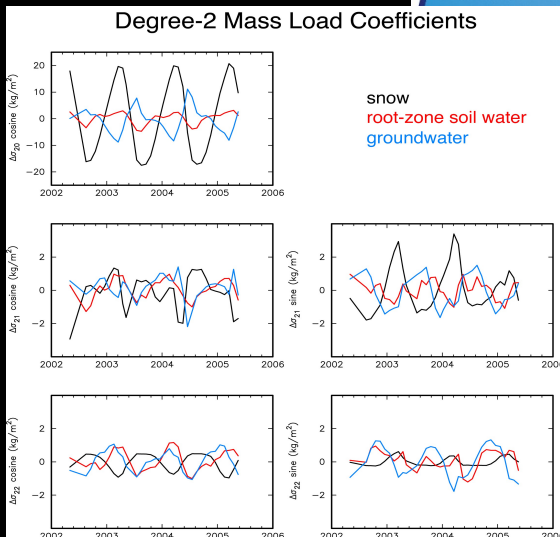 Degree-2 Mass Load Coefficients
snow
root-zone soil water
groundwater
Δσ20 cosine (kg/m²)
20
10
0
−10
−20
2002 2003 2004 2005 2006
Δσ21 cosine (kg/m²)
2
0
−2
2002 2003 2004 2005 2006
Δσ21 sine (kg/m²)
2
0
−2
2002 2003 2004 2005 200
Δσ22 cosine (kg/m²)
2
0
−2
2002 2003 2004 2005 2006
Δσ22 sine (kg/m²)
2
0
−2
2002 2003 2004 2005 200